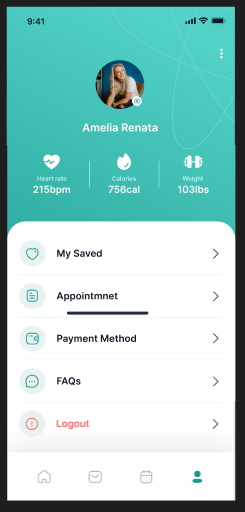 9:41
Amelia Renata
Heart rate
215bpm
Calories
756cal
Weight
103lbs
My Saved
Appointmnet
Payment Method
FAQs
Logout